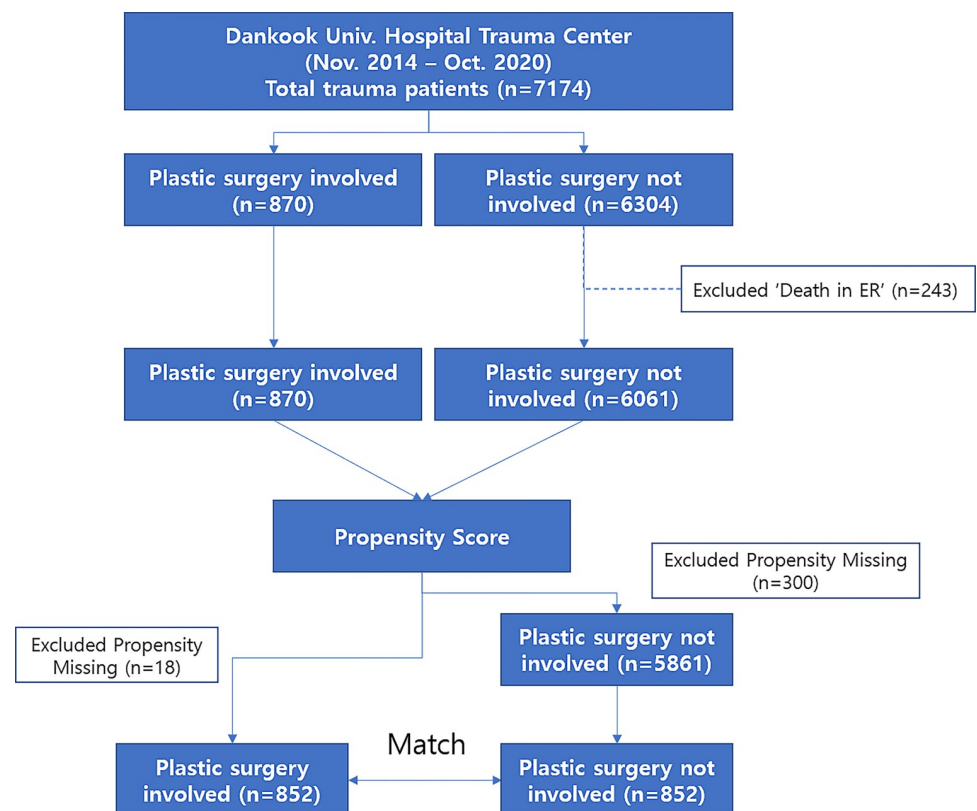 Dankook Univ. Hospital Trauma Center
(Nov. 2014 – Oct. 2020)
Total trauma patients (n=7174)
Plastic surgery involved
(n=870)
Plastic surgery not
involved (n=6304)
Excluded 'Death in ER' (n=243)
Plastic surgery involved
(n=870)
Plastic surgery not
involved (n=6061)
Propensity Score
Excluded Propensity Missing
(n=300)
Excluded Propensity
Missing (n=18)
Plastic surgery not
involved (n=5861)
Match
Plastic surgery
involved (n=852)
Plastic surgery not
involved (n=852)